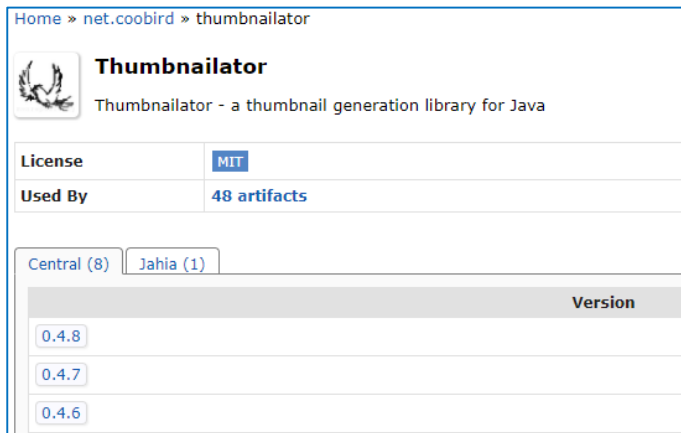 Home » net.coobird » thumbnailator
Thumbnailator
Thumbnailator - a thumbnail generation library for Java
License MIT
Used By 48 artifacts
Central (8) Jahia (1)
Version
0.4.8
0.4.7
0.4.6